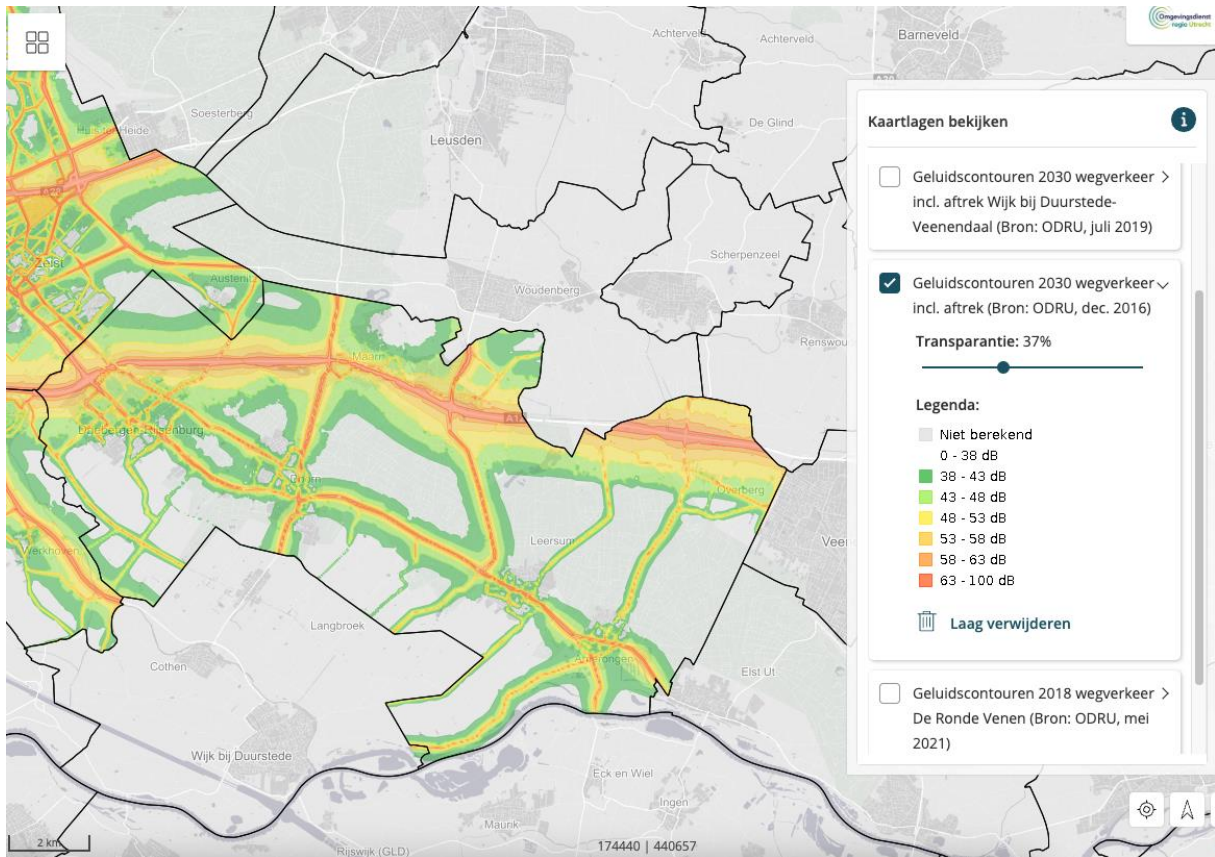 Omgevingsdienst
regio Utrecht
Achterveld
Achterveld
Barneveld
Soesterberg
Huis ter Heide
Leusden
De Glind
Zeist
Austerlitz
Scherpenzeel
Woudenberg
Maarn
Driebergen-Rijsenburg
Doorn
Overberg
Leersum
Werkhoven
Langbroek
Cothen
Amerongen
Elst Ut
Wijk bij Duurstede
Eck en Wiel
Ingen
Maurik
Rijswijk (GLD)
2 km
174440 | 440657
Kaartlagen bekijken
Geluidscontouren 2030 wegverkeer
incl. aftrek Wijk bij Duurstede-
Veenendaal (Bron: ODRU, juli 2019)
Geluidscontouren 2030 wegverkeer
incl. aftrek (Bron: ODRU, dec. 2016)
Transparantie: 37%
Legenda:
Niet berekend
0 - 38 dB
38 - 43 dB
43 - 48 dB
48 - 53 dB
53 - 58 dB
58 - 63 dB
63 - 100 dB
Laag verwijderen
Geluidscontouren 2018 wegverkeer
De Ronde Venen (Bron: ODRU, mei
2021)